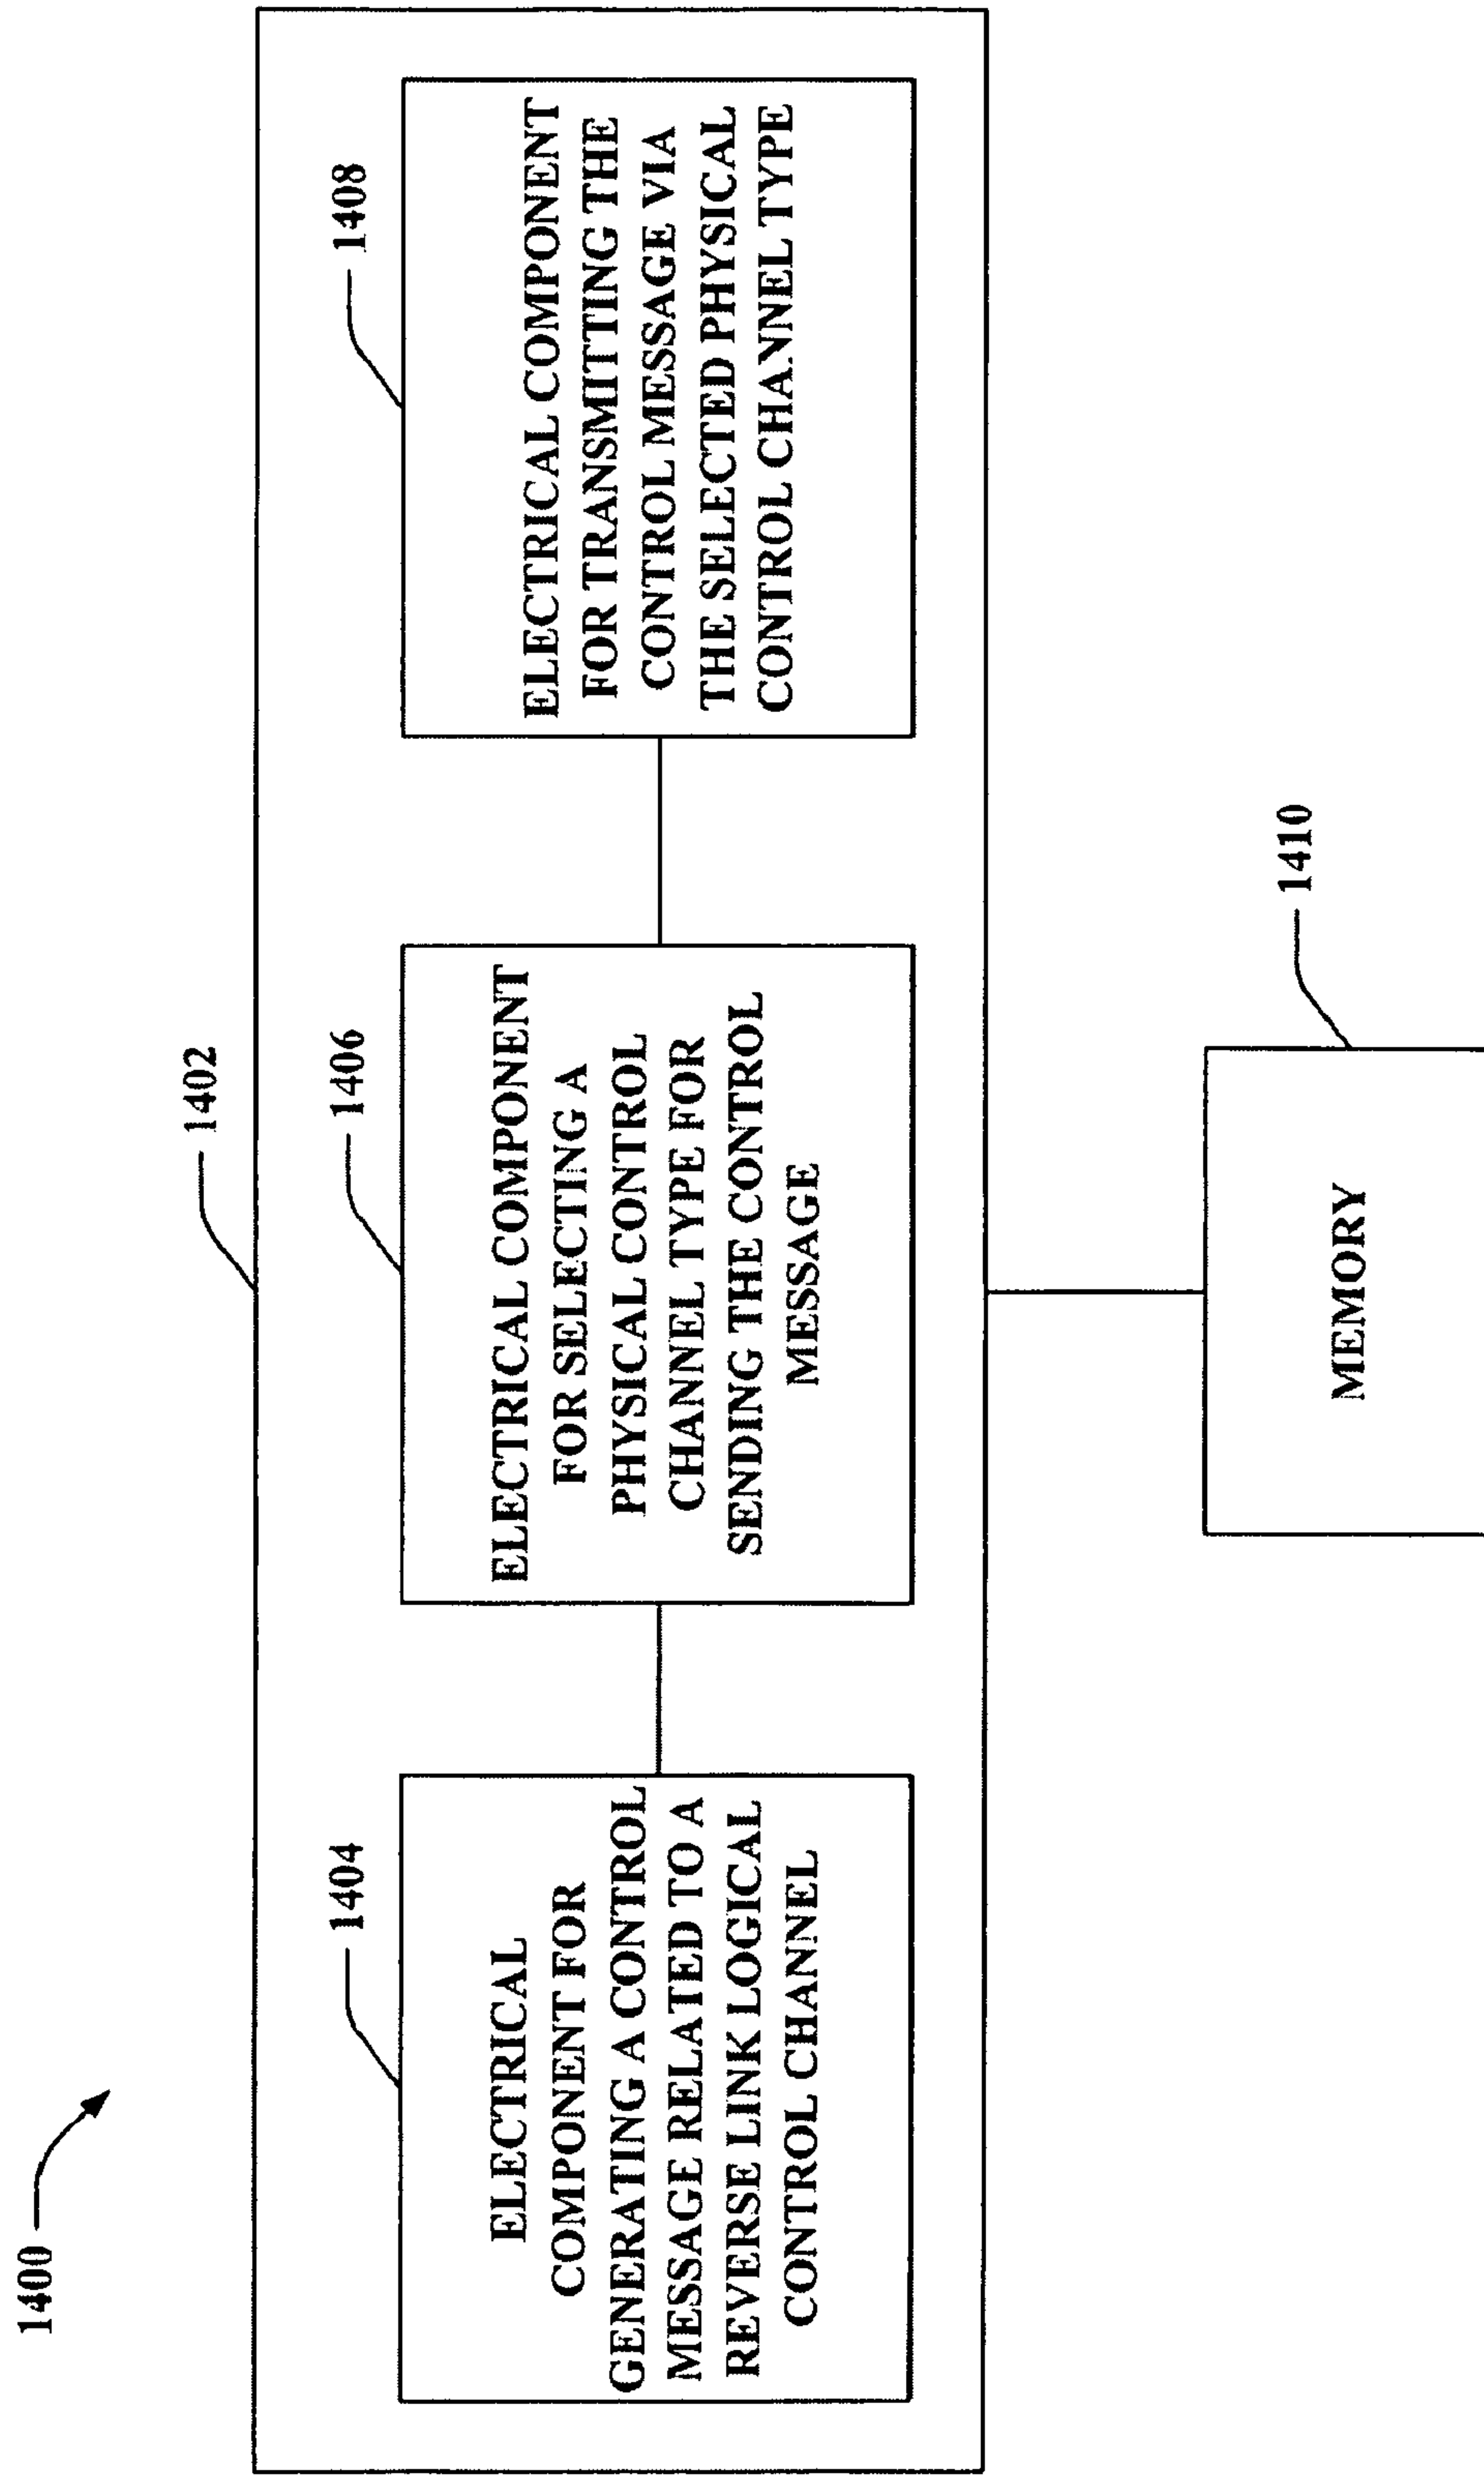 1400
1402
1404
ELECTRICAL
COMPONENT FOR
GENERATING A CONTROL
MESSAGE RELATED TO A
REVERSE LINK LOGICAL
CONTROL CHANNEL
1406
ELECTRICAL COMPONENT
FOR SELECTING A
PHYSICAL CONTROL
CHANNEL TYPE FOR
SENDING THE CONTROL
MESSAGE
1408
ELECTRICAL COMPONENT
FOR TRANSMITTING THE
CONTROL MESSAGE VIA
THE SELECTED PHYSICAL
CONTROL CHANNEL TYPE
1410
MEMORY